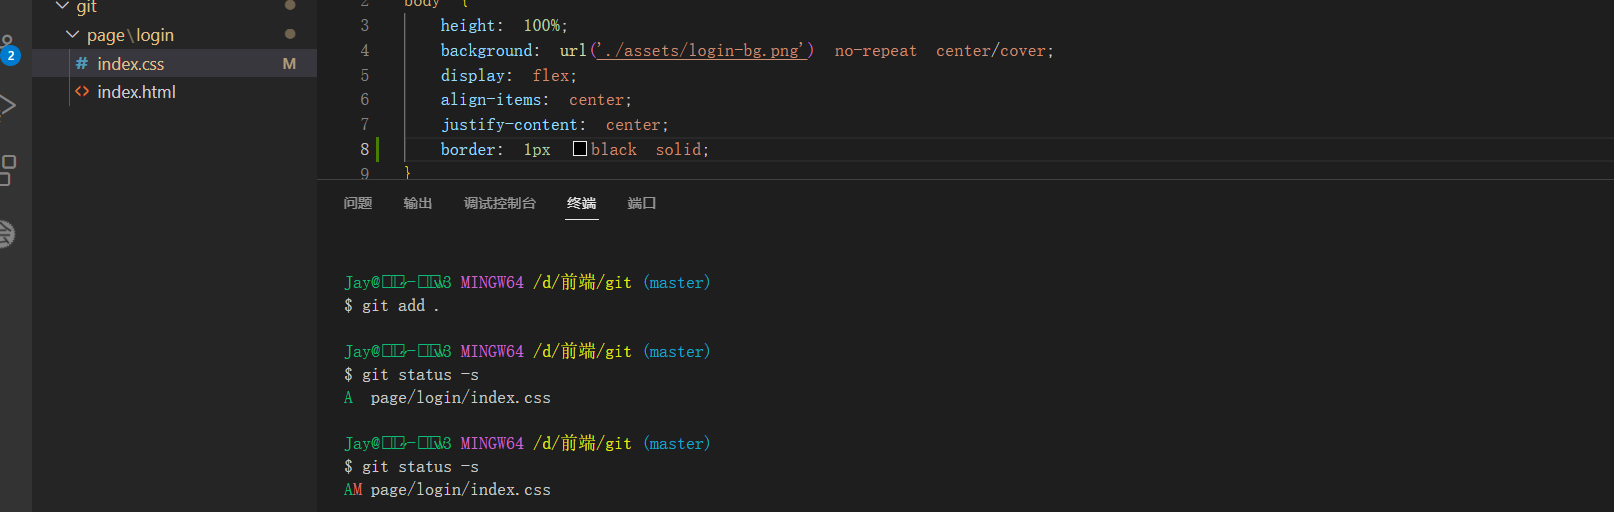 git
page\login
2
# index.css M
<> index.html
2 body {
3 height: 100%;
4 background: url('./assets/login-bg.png') no-repeat center/cover;
5 display: flex;
6 align-items: center;
7 justify-content: center;
8 border: 1px black solid;
9 }
问题 输出 调试控制台 终端 端口
Jay@ MINGW64 /d/前端/git (master)
$ git add .
Jay@ MINGW64 /d/前端/git (master)
$ git status -s
A page/login/index.css
Jay@ MINGW64 /d/前端/git (master)
$ git status -s
AM page/login/index.css